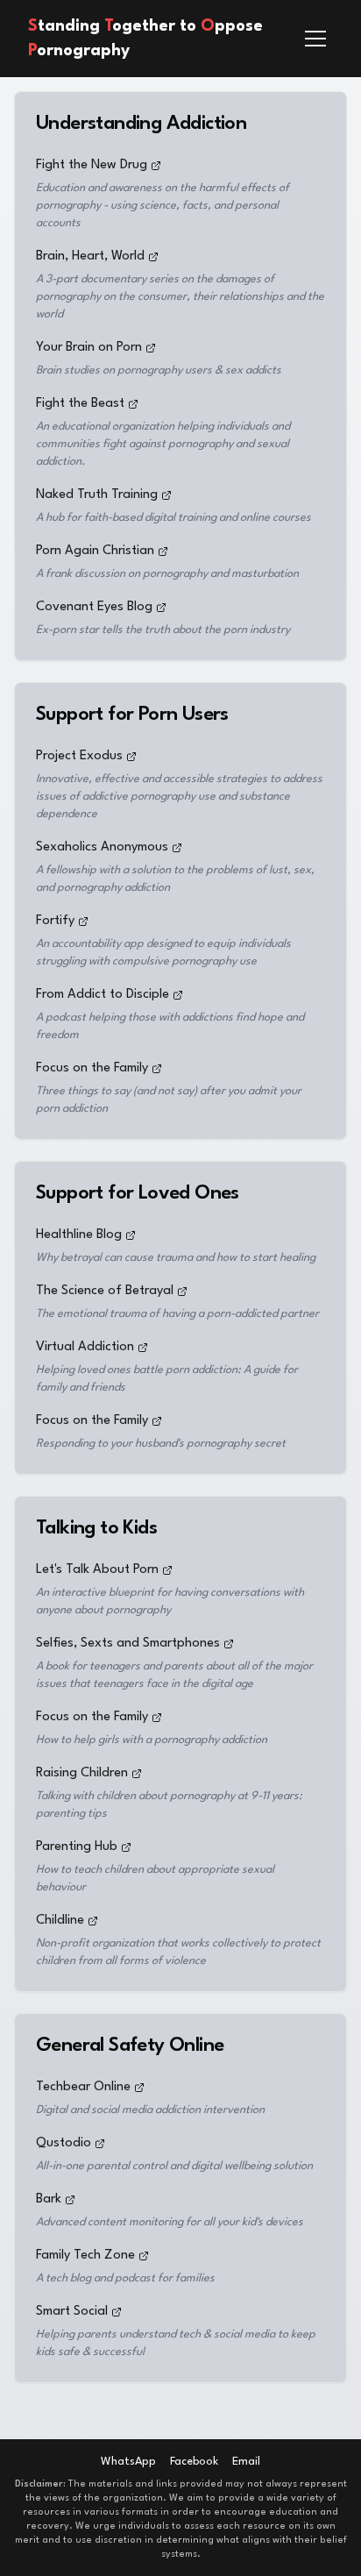 Standing Together to Oppose
Pornography
Understanding Addiction
Fight the New Drug
Education and awareness on the harmful effects of
pornography - using science, facts, and personal
accounts
Brain, Heart, World
A 3-part documentary series on the damages of
pornography on the consumer, their relationships and the
world
Your Brain on Porn
Brain studies on pornography users & sex addicts
Fight the Beast
An educational organization helping individuals and
communities fight against pornography and sexual
addiction.
Naked Truth Training
A hub for faith-based digital training and online courses
Porn Again Christian
A frank discussion on pornography and masturbation
Covenant Eyes Blog
Ex-porn star tells the truth about the porn industry
Support for Porn Users
Project Exodus
Innovative, effective and accessible strategies to address
issues of addictive pornography use and substance
dependence
Sexaholics Anonymous
A fellowship with a solution to the problems of lust, sex,
and pornography addiction
Fortify
An accountability app designed to equip individuals
struggling with compulsive pornography use
From Addict to Disciple
A podcast helping those with addictions find hope and
freedom
Focus on the Family
Three things to say (and not say) after you admit your
porn addiction
Support for Loved Ones
Healthline Blog
Why betrayal can cause trauma and how to start healing
The Science of Betrayal
The emotional trauma of having a porn-addicted partner
Virtual Addiction
Helping loved ones battle porn addiction: A guide for
family and friends
Focus on the Family
Responding to your husband's pornography secret
Talking to Kids
Let's Talk About Porn
An interactive blueprint for having conversations with
anyone about pornography
Selfies, Sexts and Smartphones
A book for teenagers and parents about all of the major
issues that teenagers face in the digital age
Focus on the Family
How to help girls with a pornography addiction
Raising Children
Talking with children about pornography at 9-11 years:
parenting tips
Parenting Hub
How to teach children about appropriate sexual
behaviour
Childline
Non-profit organization that works collectively to protect
children from all forms of violence
General Safety Online
Techbear Online
Digital and social media addiction intervention
Qustodio
All-in-one parental control and digital wellbeing solution
Bark
Advanced content monitoring for all your kid's devices
Family Tech Zone
A tech blog and podcast for families
Smart Social
Helping parents understand tech & social media to keep
kids safe & successful
WhatsApp Facebook Email
Disclaimer: The materials and links provided may not always represent
the views of the organization. We aim to provide a wide variety of
resources in various formats in order to encourage education and
recovery. We urge individuals to assess each resource on its own
merit and to use discretion in determining what aligns with their belief
systems.